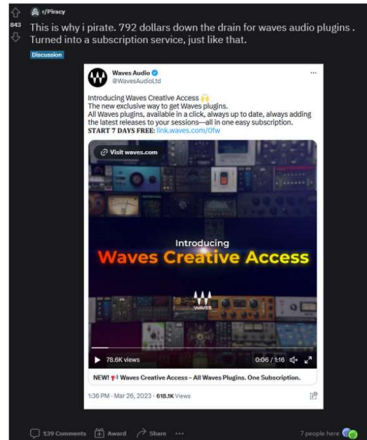 r/Piracy
843
This is why i pirate. 792 dollars down the drain for waves audio plugins .
Turned into a subscription service, just like that.
Discussion
Waves Audio
@WavesAudioLtd
Introducing Waves Creative Access 🙌
The new exclusive way to get Waves plugins.
All Waves plugins, available in a click, always up to date, always adding
the latest releases to your sessions—all in one easy subscription.
START 7 DAYS FREE: link.waves.com/0fw
Visit waves.com
Introducing
Waves Creative Access
WAVES
78.6K views
0:06 / 1:18
NEW! 📢 Waves Creative Access – All Waves Plugins. One Subscription.
1:36 PM · Mar 26, 2023 · 618.1K Views
539 Comments Award Share ...
7 people here